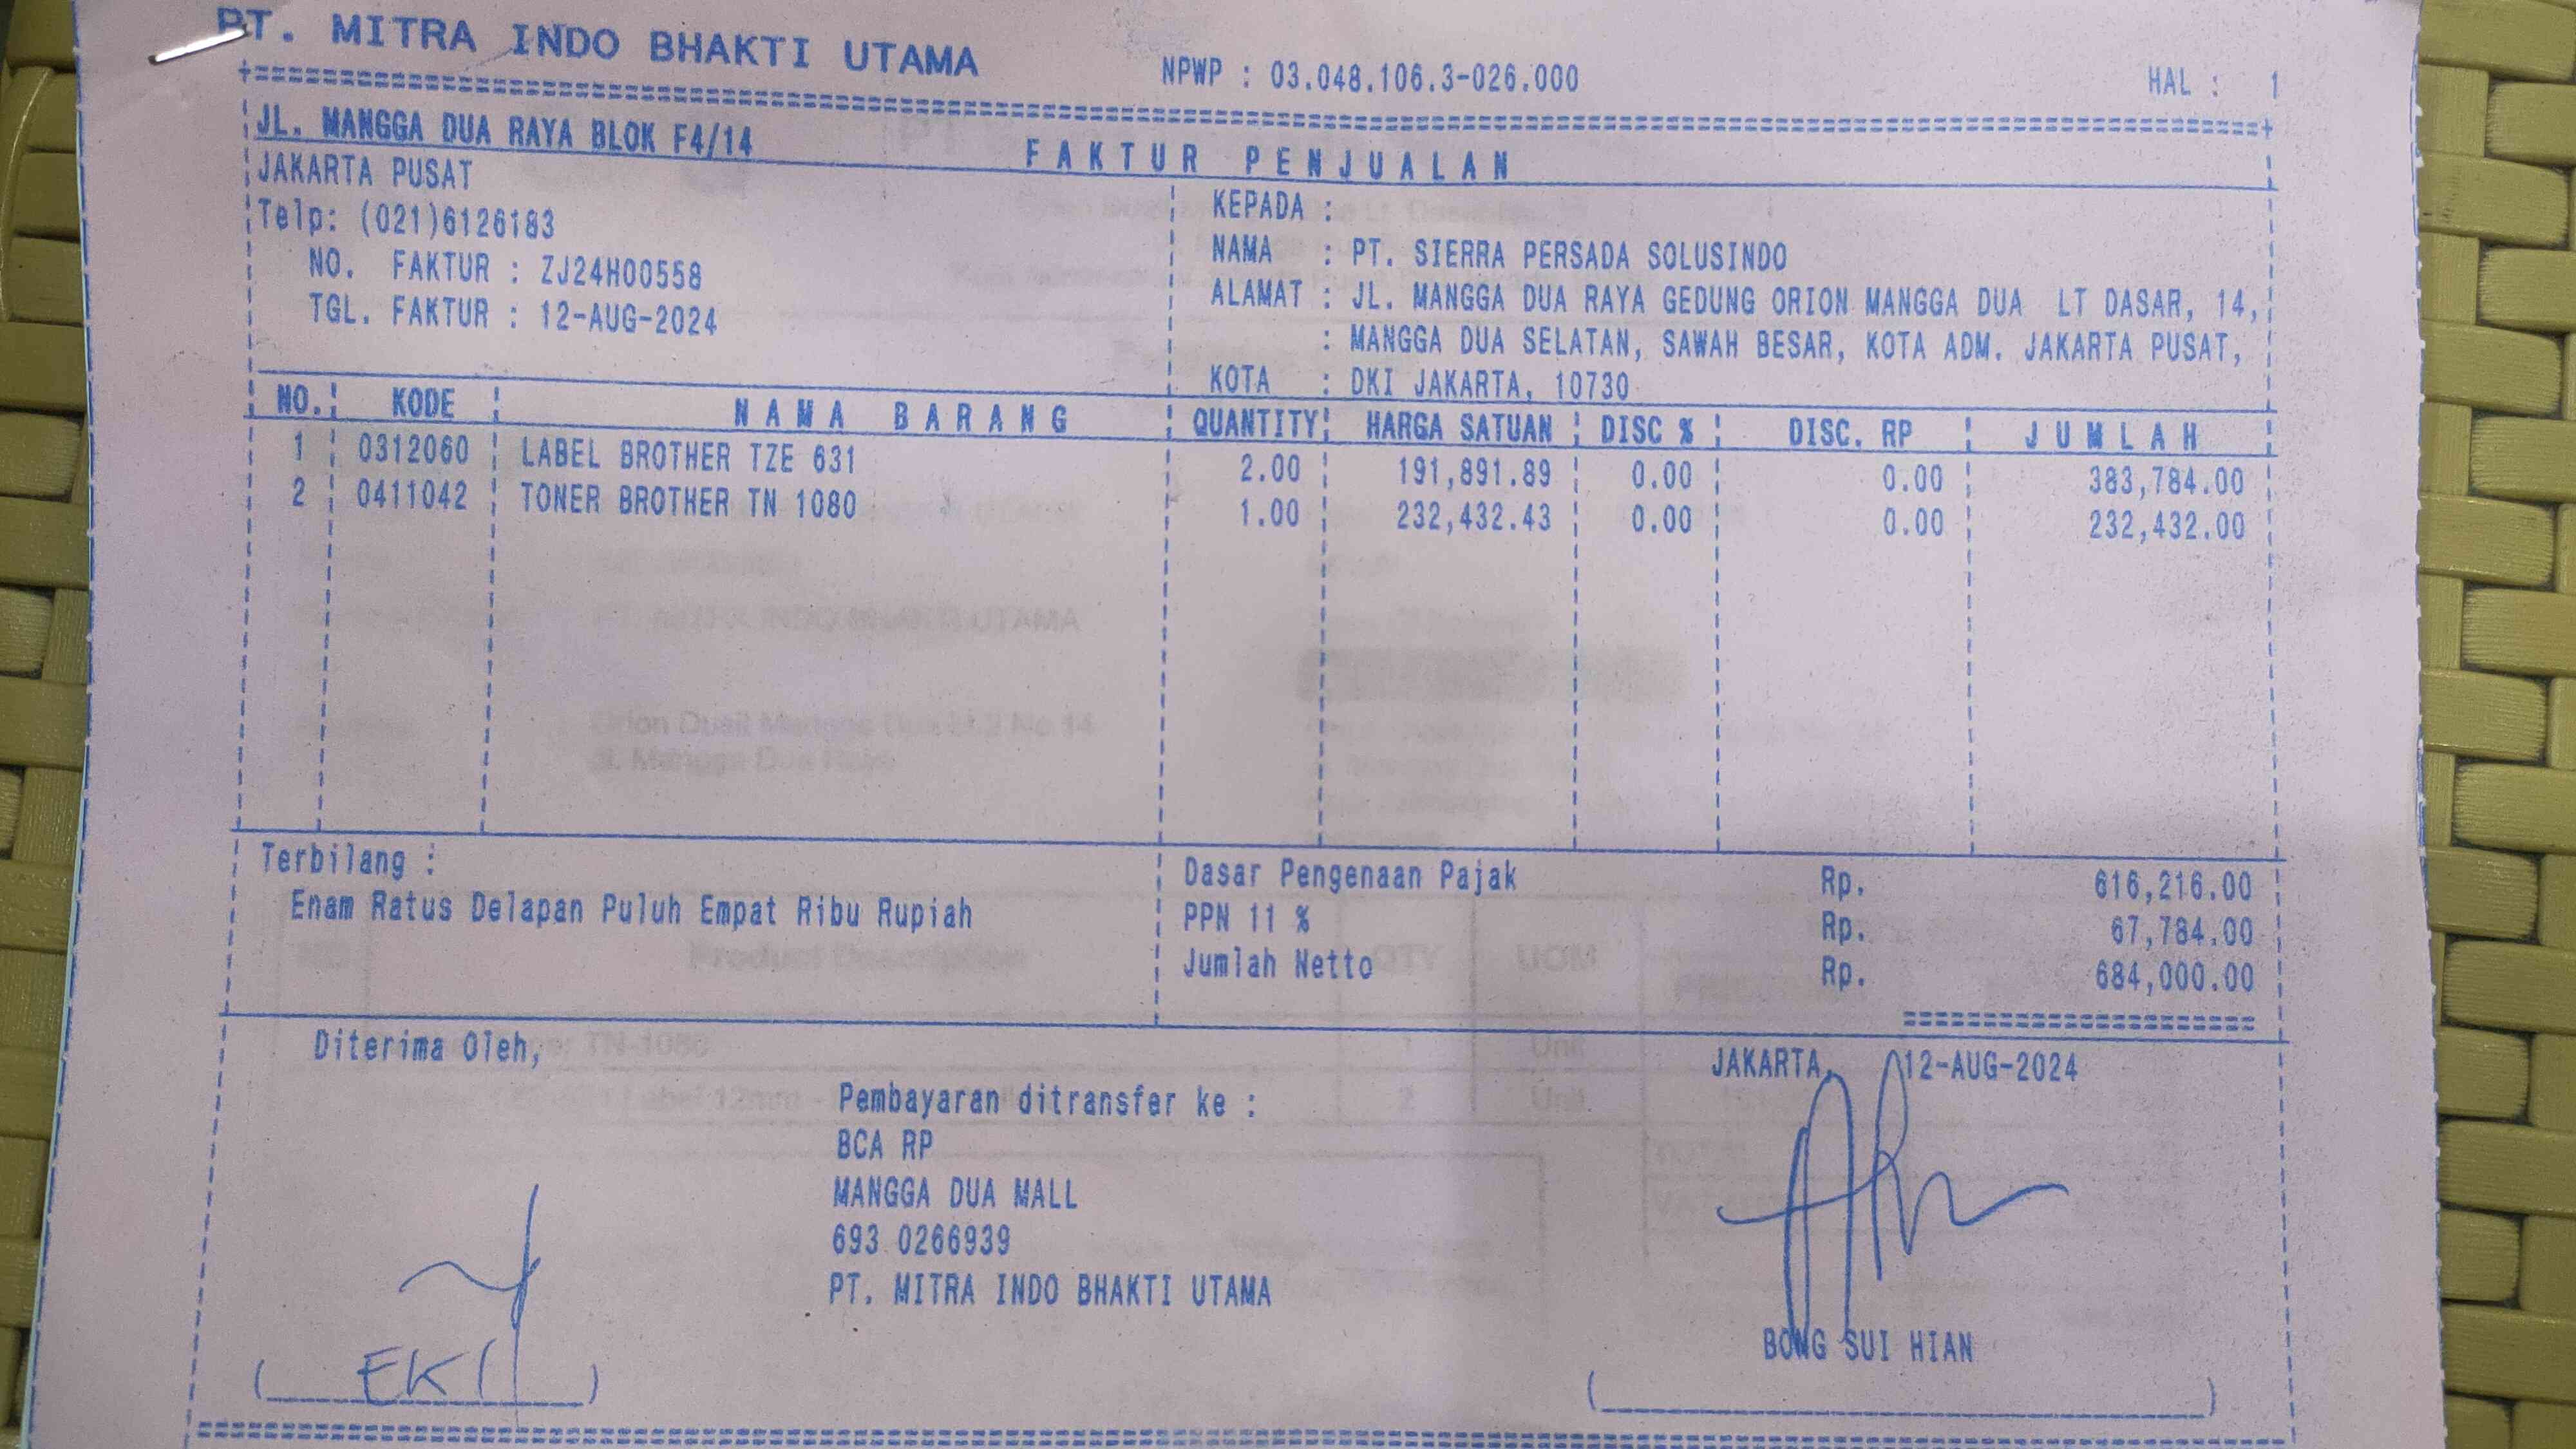 PT. MITRA INDO BHAKTI UTAMA
NPWP : 03.048.106.3-026.000
HAL : 1
JL. MANGGA DUA RAYA BLOK F4/14
JAKARTA PUSAT
Telp: (021)6126183
NO. FAKTUR : ZJ24H00558
TGL. FAKTUR : 12-AUG-2024
FAKTUR PENJUALAN
KEPADA :
NAMA : PT. SIERRA PERSADA SOLUSINDO
ALAMAT : JL. MANGGA DUA RAYA GEDUNG ORION MANGGA DUA LT DASAR, 14,
: MANGGA DUA SELATAN, SAWAH BESAR, KOTA ADM. JAKARTA PUSAT,
KOTA : DKI JAKARTA, 10730
NO. KODE NAMA BARANG QUANTITY HARGA SATUAN DISC % DISC. RP JUMLAH
1 0312060 LABEL BROTHER TZE 631 2.00 191,891.89 0.00 0.00 383,784.00
2 0411042 TONER BROTHER TN 1080 1.00 232,432.43 0.00 0.00 232,432.00
Terbilang :
Enam Ratus Delapan Puluh Empat Ribu Rupiah
Dasar Pengenaan Pajak Rp. 616,216.00
PPN 11 % Rp. 67,784.00
Jumlah Netto Rp. 684,000.00
Diterima Oleh,
EKI
Pembayaran ditransfer ke :
BCA RP
MANGGA DUA MALL
693 0266939
PT. MITRA INDO BHAKTI UTAMA
JAKARTA, 12-AUG-2024
BONG SUI HIAN